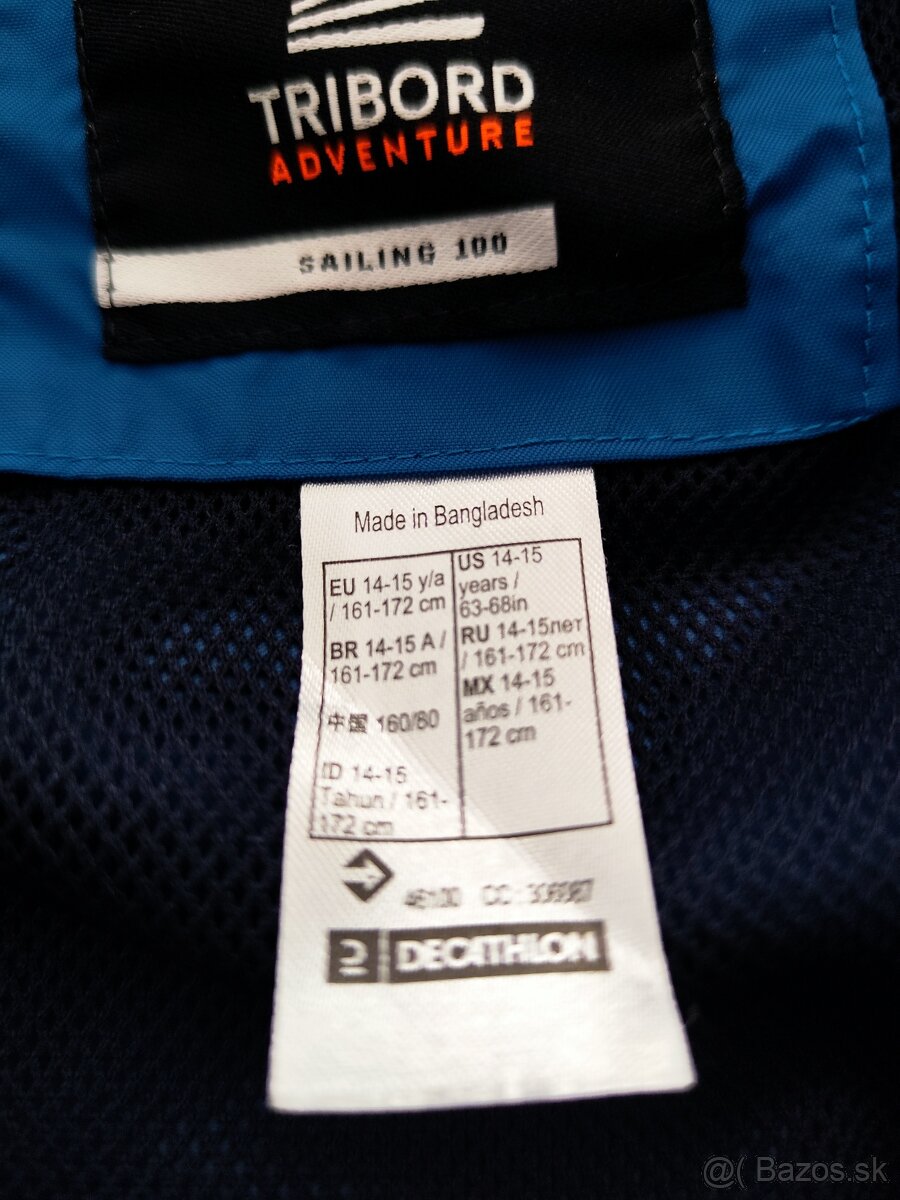 TRIBORD
ADVENTURE
SAILING 100
Made in Bangladesh
EU 14-15 y/a
/ 161-172 cm
BR 14-15 A /
161-172 cm
中国 160/80
ID 14-15
Tahun / 161-
172 cm
US 14-15
years /
63-68in
RU 14-15лет
/ 161-172 cm
MX 14-15
años / 161-
172 cm
CC :
DECATHLON
@( Bazos.sk